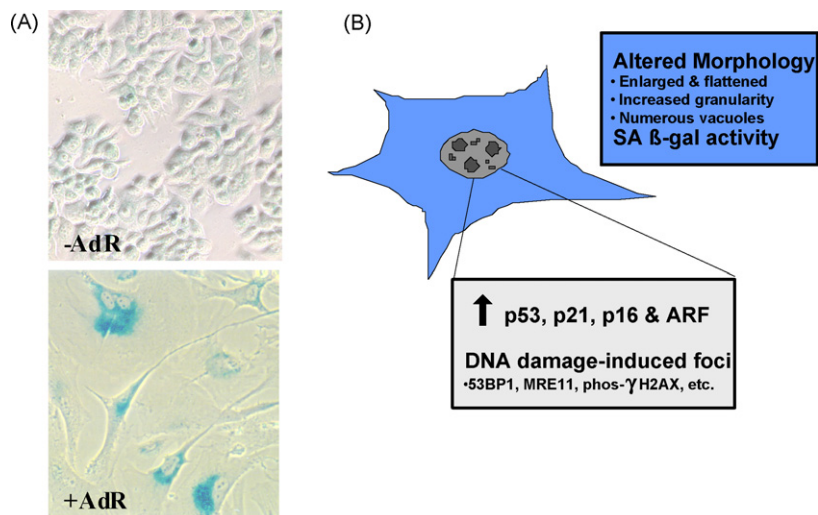 (A)
-AdR
+AdR
(B)
Altered Morphology
• Enlarged & flattened
• Increased granularity
• Numerous vacuoles
SA ß-gal activity
⬆ p53, p21, p16 & ARF
DNA damage-induced foci
•53BP1, MRE11, phos-γH2AX, etc.